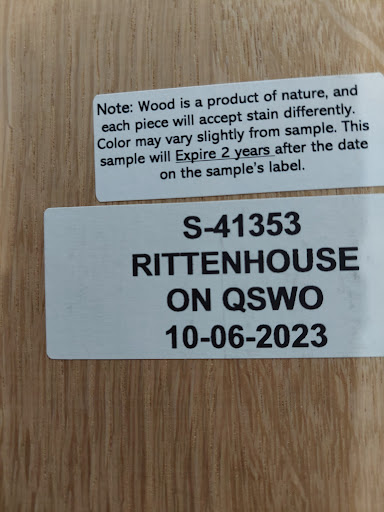 Note: Wood is a product of nature, and
each piece will accept stain differently.
Color may vary slightly from sample. This
sample will Expire 2 years after the date
on the sample's label.
S-41353
RITTENHOUSE
ON QSWO
10-06-2023